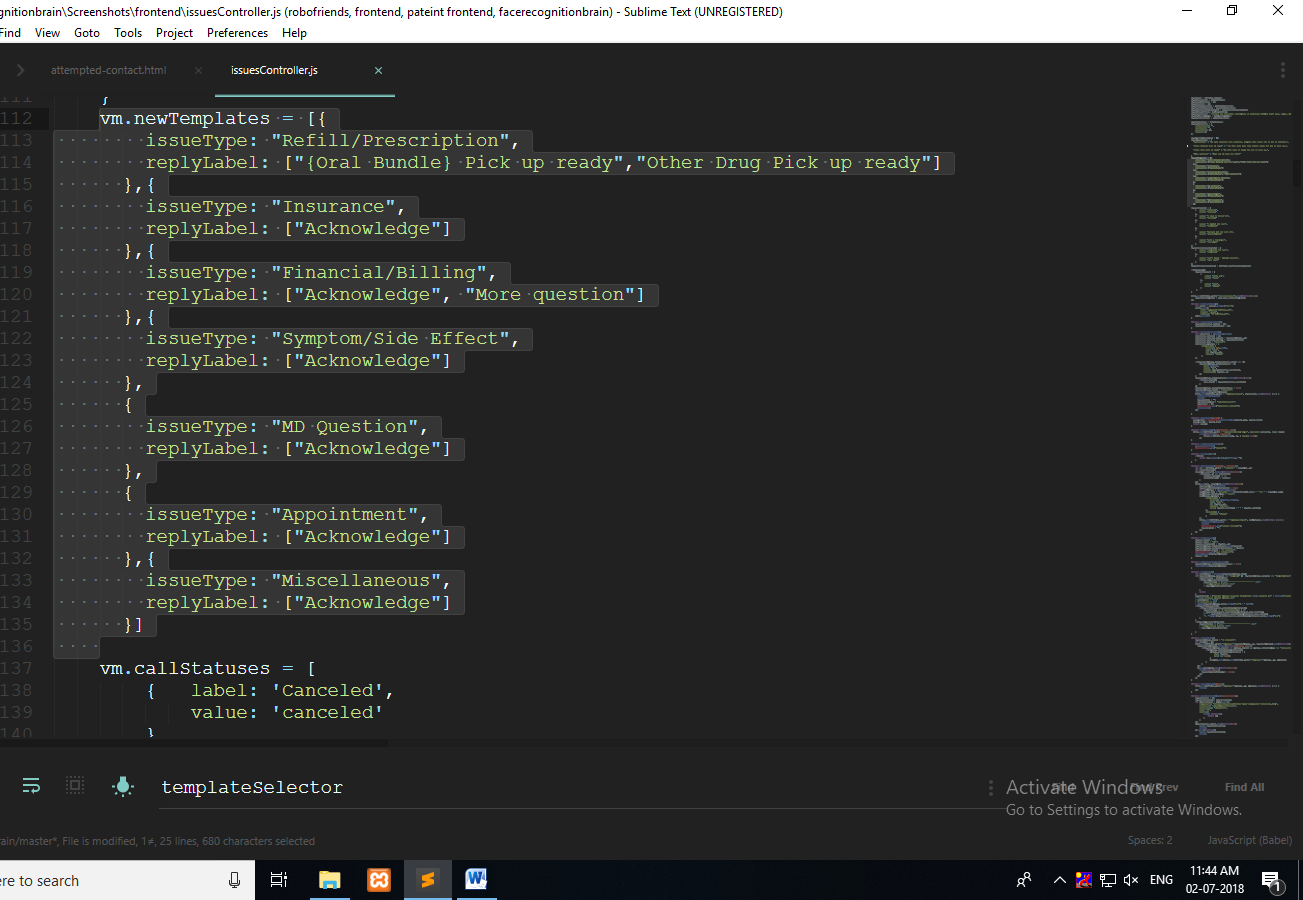 gnitionbrain\Screenshots\frontend\issuesController.js (robofriends, frontend, pateint frontend, facerecognitionbrain) - Sublime Text (UNREGISTERED)
Find View Goto Tools Project Preferences Help
attempted-contact.html × issuesController.js ×
111 }
112 vm.newTemplates = [{
113 issueType: "Refill/Prescription",
114 replyLabel: ["{Oral Bundle} Pick up ready","Other Drug Pick up ready"]
115 },{
116 issueType: "Insurance",
117 replyLabel: ["Acknowledge"]
118 },{
119 issueType: "Financial/Billing",
120 replyLabel: ["Acknowledge", "More question"]
121 },{
122 issueType: "Symptom/Side Effect",
123 replyLabel: ["Acknowledge"]
124 },
125 {
126 issueType: "MD Question",
127 replyLabel: ["Acknowledge"]
128 },
129 {
130 issueType: "Appointment",
131 replyLabel: ["Acknowledge"]
132 },{
133 issueType: "Miscellaneous",
134 replyLabel: ["Acknowledge"]
135 }]
136
137 vm.callStatuses = [
138 { label: 'Canceled',
139 value: 'canceled'
140 }
templateSelector
Find Find Prev Find All
Activate Windows
Go to Settings to activate Windows.
rain/master*, File is modified, 1≠, 25 lines, 680 characters selected
Spaces: 2 JavaScript (Babel)
ere to search
ENG
11:44 AM
02-07-2018
1